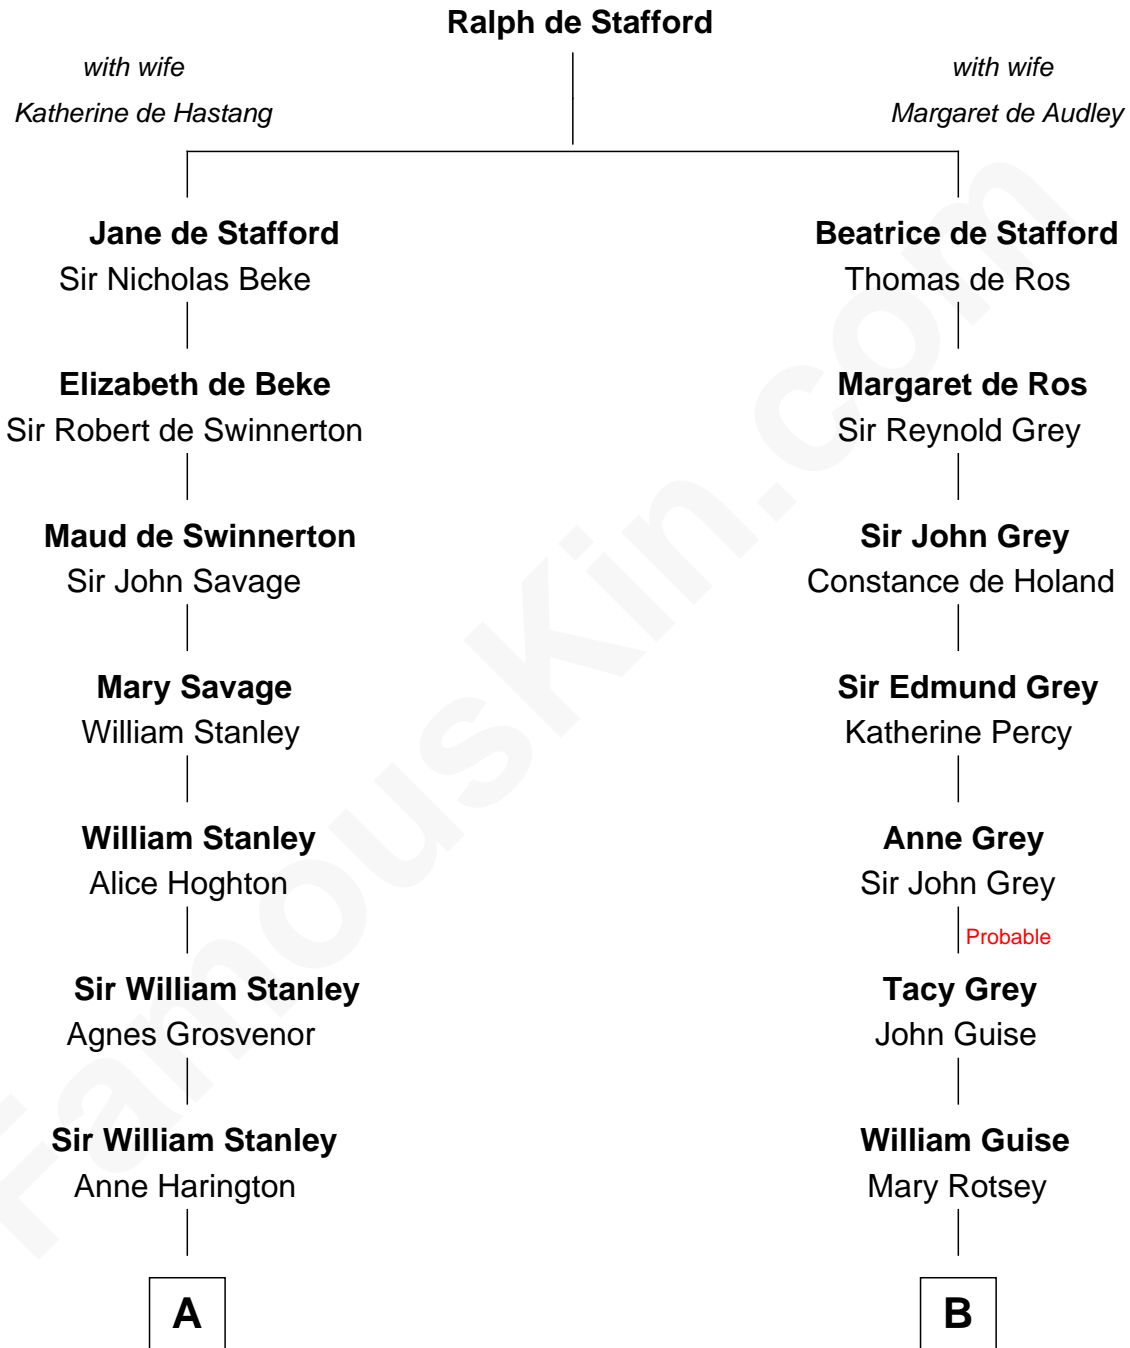 Ralph de Stafford
with wife
Katherine de Hastang
with wife
Margaret de Audley
Jane de Stafford
Sir Nicholas Beke
Elizabeth de Beke
Sir Robert de Swinnerton
Maud de Swinnerton
Sir John Savage
Mary Savage
William Stanley
William Stanley
Alice Hoghton
Sir William Stanley
Agnes Grosvenor
Sir William Stanley
Anne Harington
A
Beatrice de Stafford
Thomas de Ros
Margaret de Ros
Sir Reynold Grey
Sir John Grey
Constance de Holand
Sir Edmund Grey
Katherine Percy
Anne Grey
Sir John Grey
Probable
Tacy Grey
John Guise
William Guise
Mary Rotsey
B
FamousKin.com